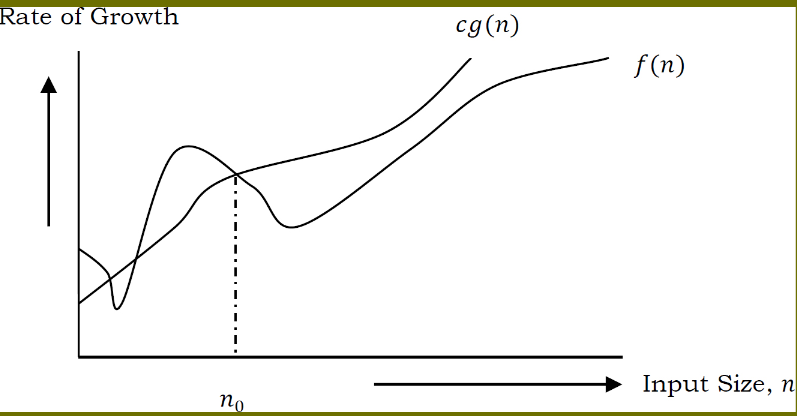 Rate of Growth
cg(n)
f(n)
Input Size, n
n₀